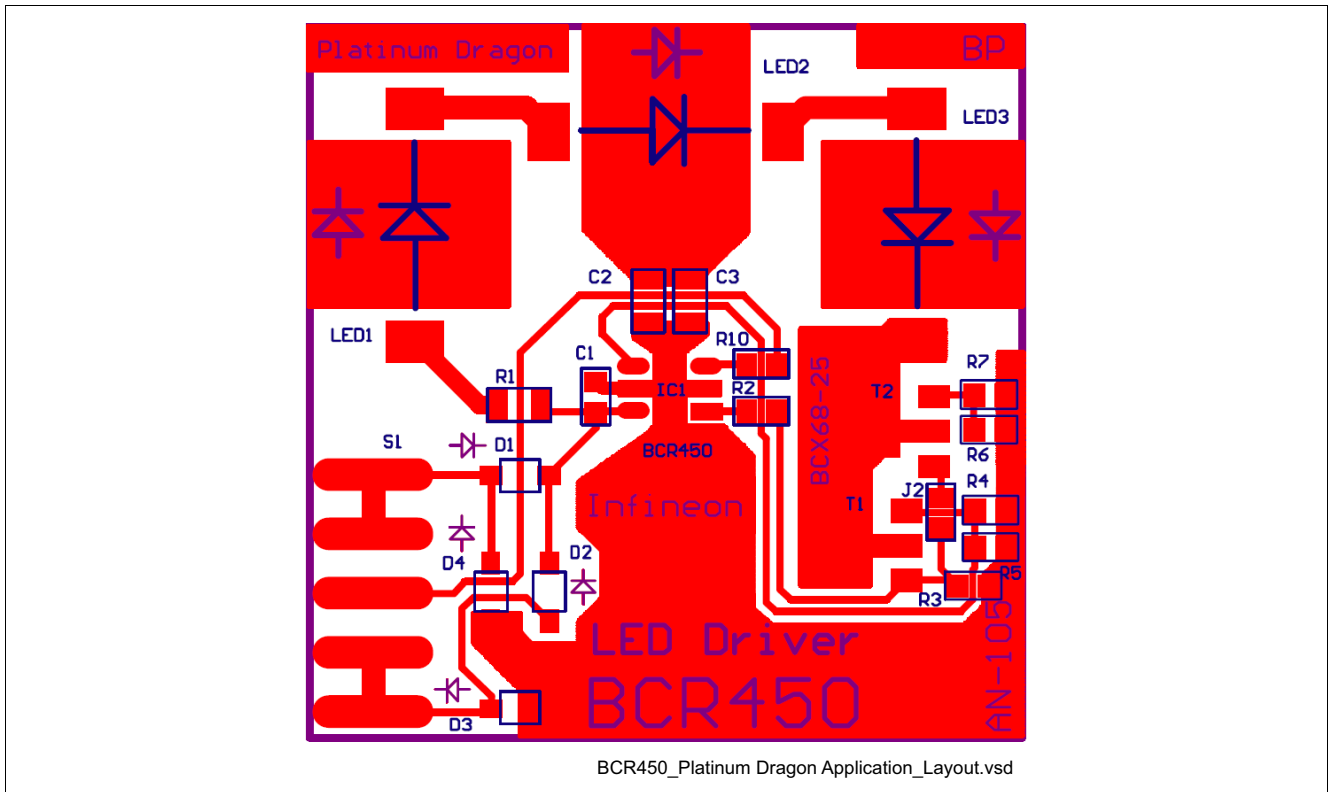 Platinum Dragon
BP
LED2
LED3
C2
C3
LED1
R10
C1
R7
R1
IC1
R2
T2
BCX68-25
S1
D1
BCR450
R6
J2
R4
Infineon
T1
D4
D2
R3
R5
LED Driver
AN-105
BCR450
D3
BCR450_Platinum Dragon Application_Layout.vsd